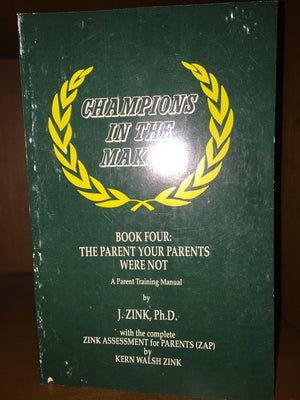 CHAMPIONS
IN THE
BOOK FOUR:
THE PARENT YOUR PARENTS
WERE NOT
A Parent Training Manual
by
J. ZINK, Ph.D.
with the complete
ZINK ASSESSMENT for PARENTS (ZAP)
by
KERN WALSH ZINK